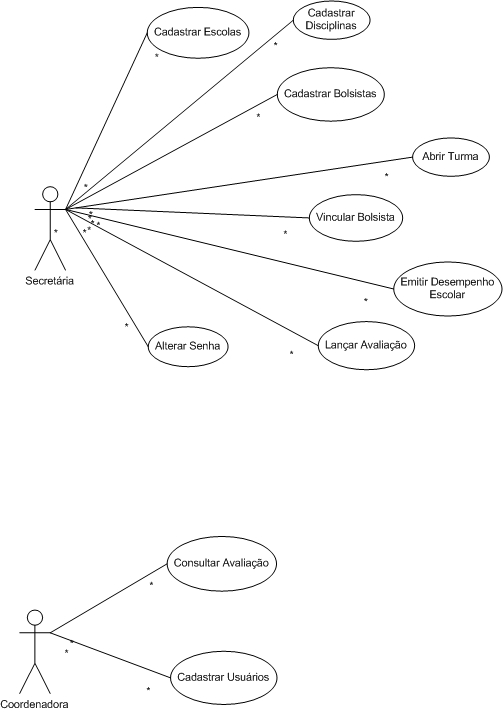 Cadastrar
Disciplinas
Cadastrar Escolas
*
*
Cadastrar Bolsistas
*
Abrir Turma
*
*
*
*
* *
* *
*
Vincular Bolsista
*
Secretária
Emitir Desempenho
Escolar
*
*
Alterar Senha
Lançar Avaliação
*
Consultar Avaliação
*
*
*
Cadastrar Usuários
*
Coordenadora